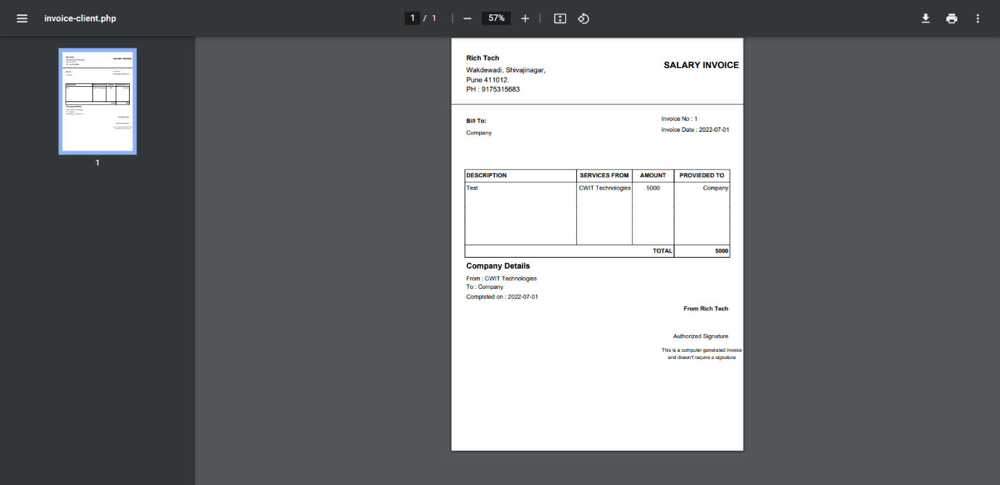 invoice-client.php
1 / 1
57%
1
Rich Tech
SALARY INVOICE
Wakdewadi, Shivajinagar,
Pune 411012.
PH : 9175315683
Bill To:
Invoice No : 1
Company
Invoice Date : 2022-07-01
DESCRIPTION SERVICES FROM AMOUNT PROVIEDED TO
Test CWIT Technologies 5000 Company
TOTAL 5000
Company Details
From : CWIT Technologies
To : Company
Completed on : 2022-07-01
From Rich Tech
Authorized Signature
This is a computer generated invoice
and doesn't require a signature